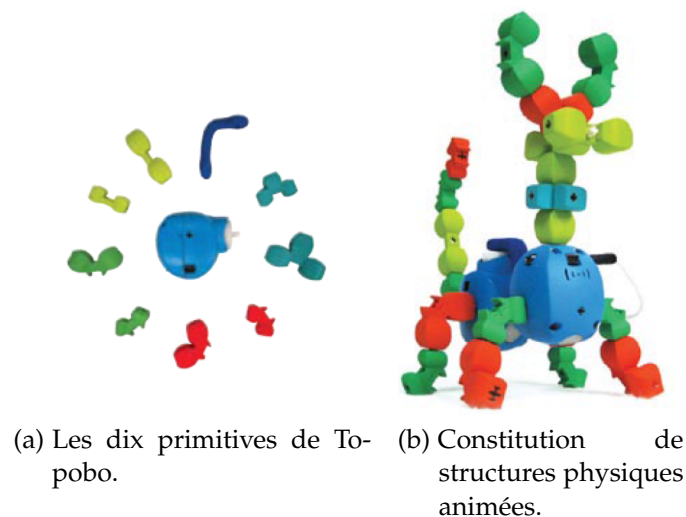 (a) Les dix primitives de To-
pobo.
(b) Constitution de
structures physiques
animées.